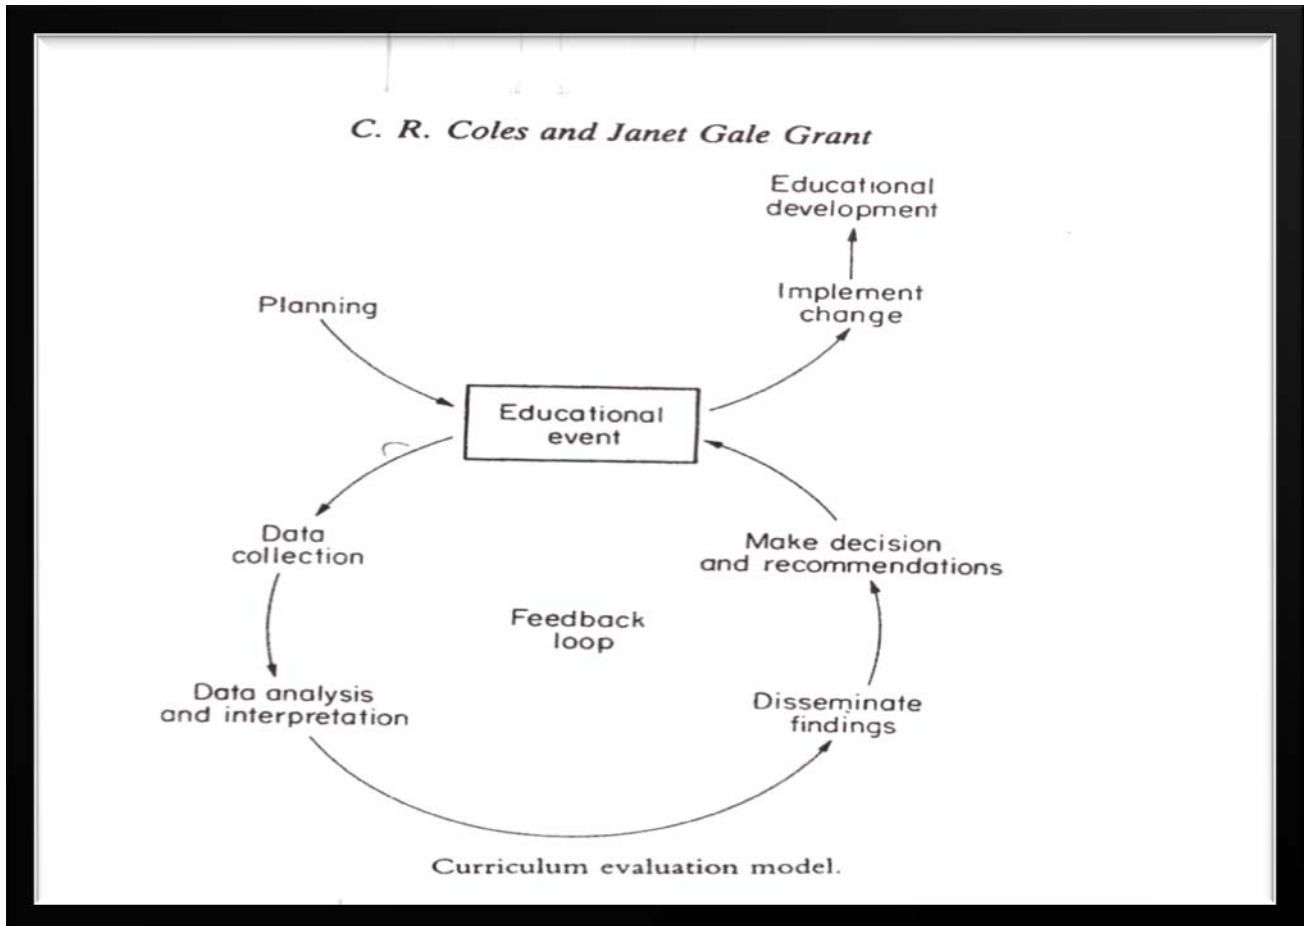 C. R. Coles and Janet Gale Grant
Educational
development
Implement
change
Planning
Educational
event
Data
collection
Make decision
and recommendations
Feedback
loop
Data analysis
and interpretation
Disseminate
findings
Curriculum evaluation model.